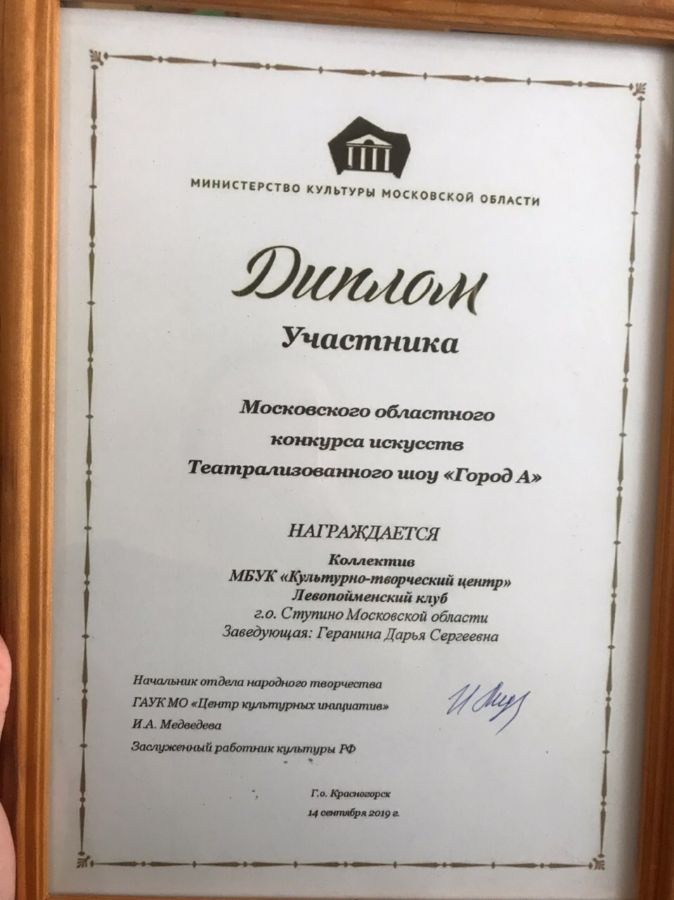 МИНИСТЕРСТВО КУЛЬТУРЫ МОСКОВСКОЙ ОБЛАСТИ
Диплом
Участника
Московского областного
конкурса искусств
Театрализованного шоу «Город А»
НАГРАЖДАЕТСЯ
Коллектив
МБУК «Культурно-творческий центр»
Левопойменский клуб
г.о. Ступино Московской области
Заведующая: Геранина Дарья Сергеевна
Начальник отдела народного творчества
ГАУК МО «Центр культурных инициатив»
И.А. Медведева
Заслуженный работник культуры РФ
Г.о. Красногорск
14 сентября 2019 г.